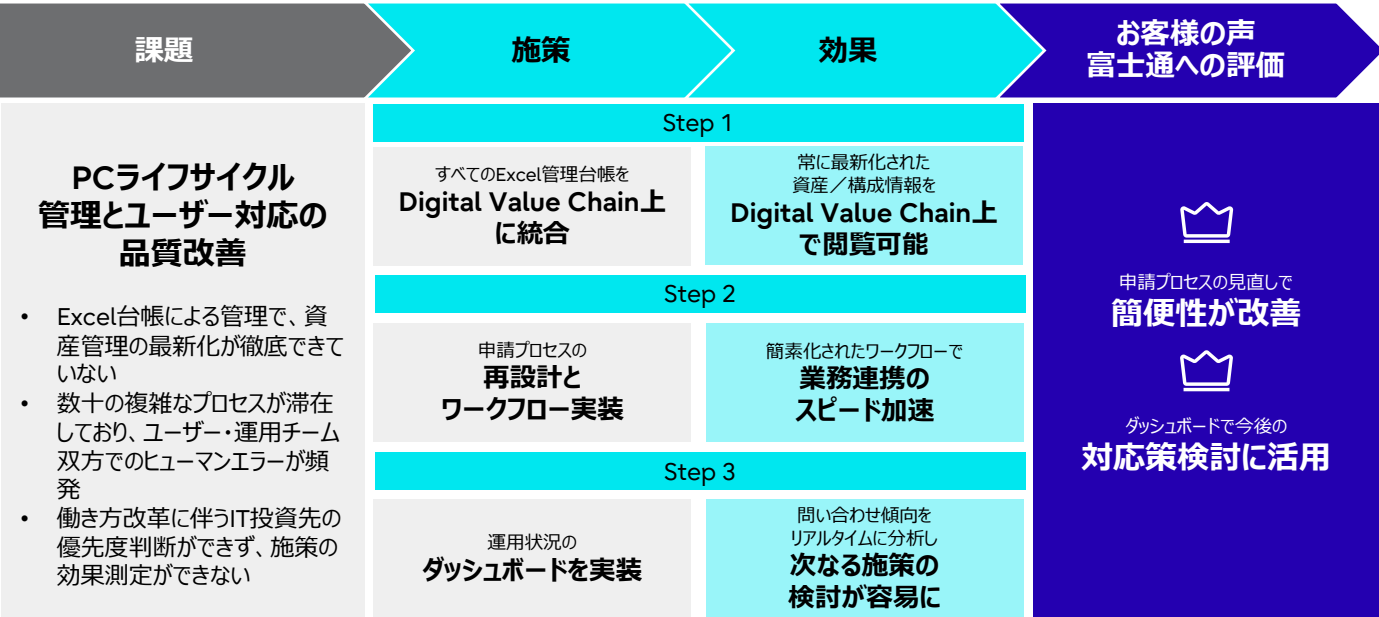 課題
施策
効果
お客様の声
富士通への評価
PCライフサイクル
管理とユーザー対応の
品質改善
• Excel台帳による管理で、資
産管理の最新化が徹底できて
いない
• 数十の複雑なプロセスが滞在
しており、ユーザー・運用チーム
双方でのヒューマンエラーが頻
発
• 働き方改革に伴うIT投資先の
優先度判断ができず、施策の
効果測定ができない
Step 1
すべてのExcel管理台帳を
Digital Value Chain上
に統合
常に最新化された
資産／構成情報を
Digital Value Chain上
で閲覧可能
Step 2
申請プロセスの
再設計と
ワークフロー実装
簡素化されたワークフローで
業務連携の
スピード加速
Step 3
運用状況の
ダッシュボードを実装
問い合わせ傾向を
リアルタイムに分析し
次なる施策の
検討が容易に
申請プロセスの見直しで
簡便性が改善
ダッシュボードで今後の
対応策検討に活用